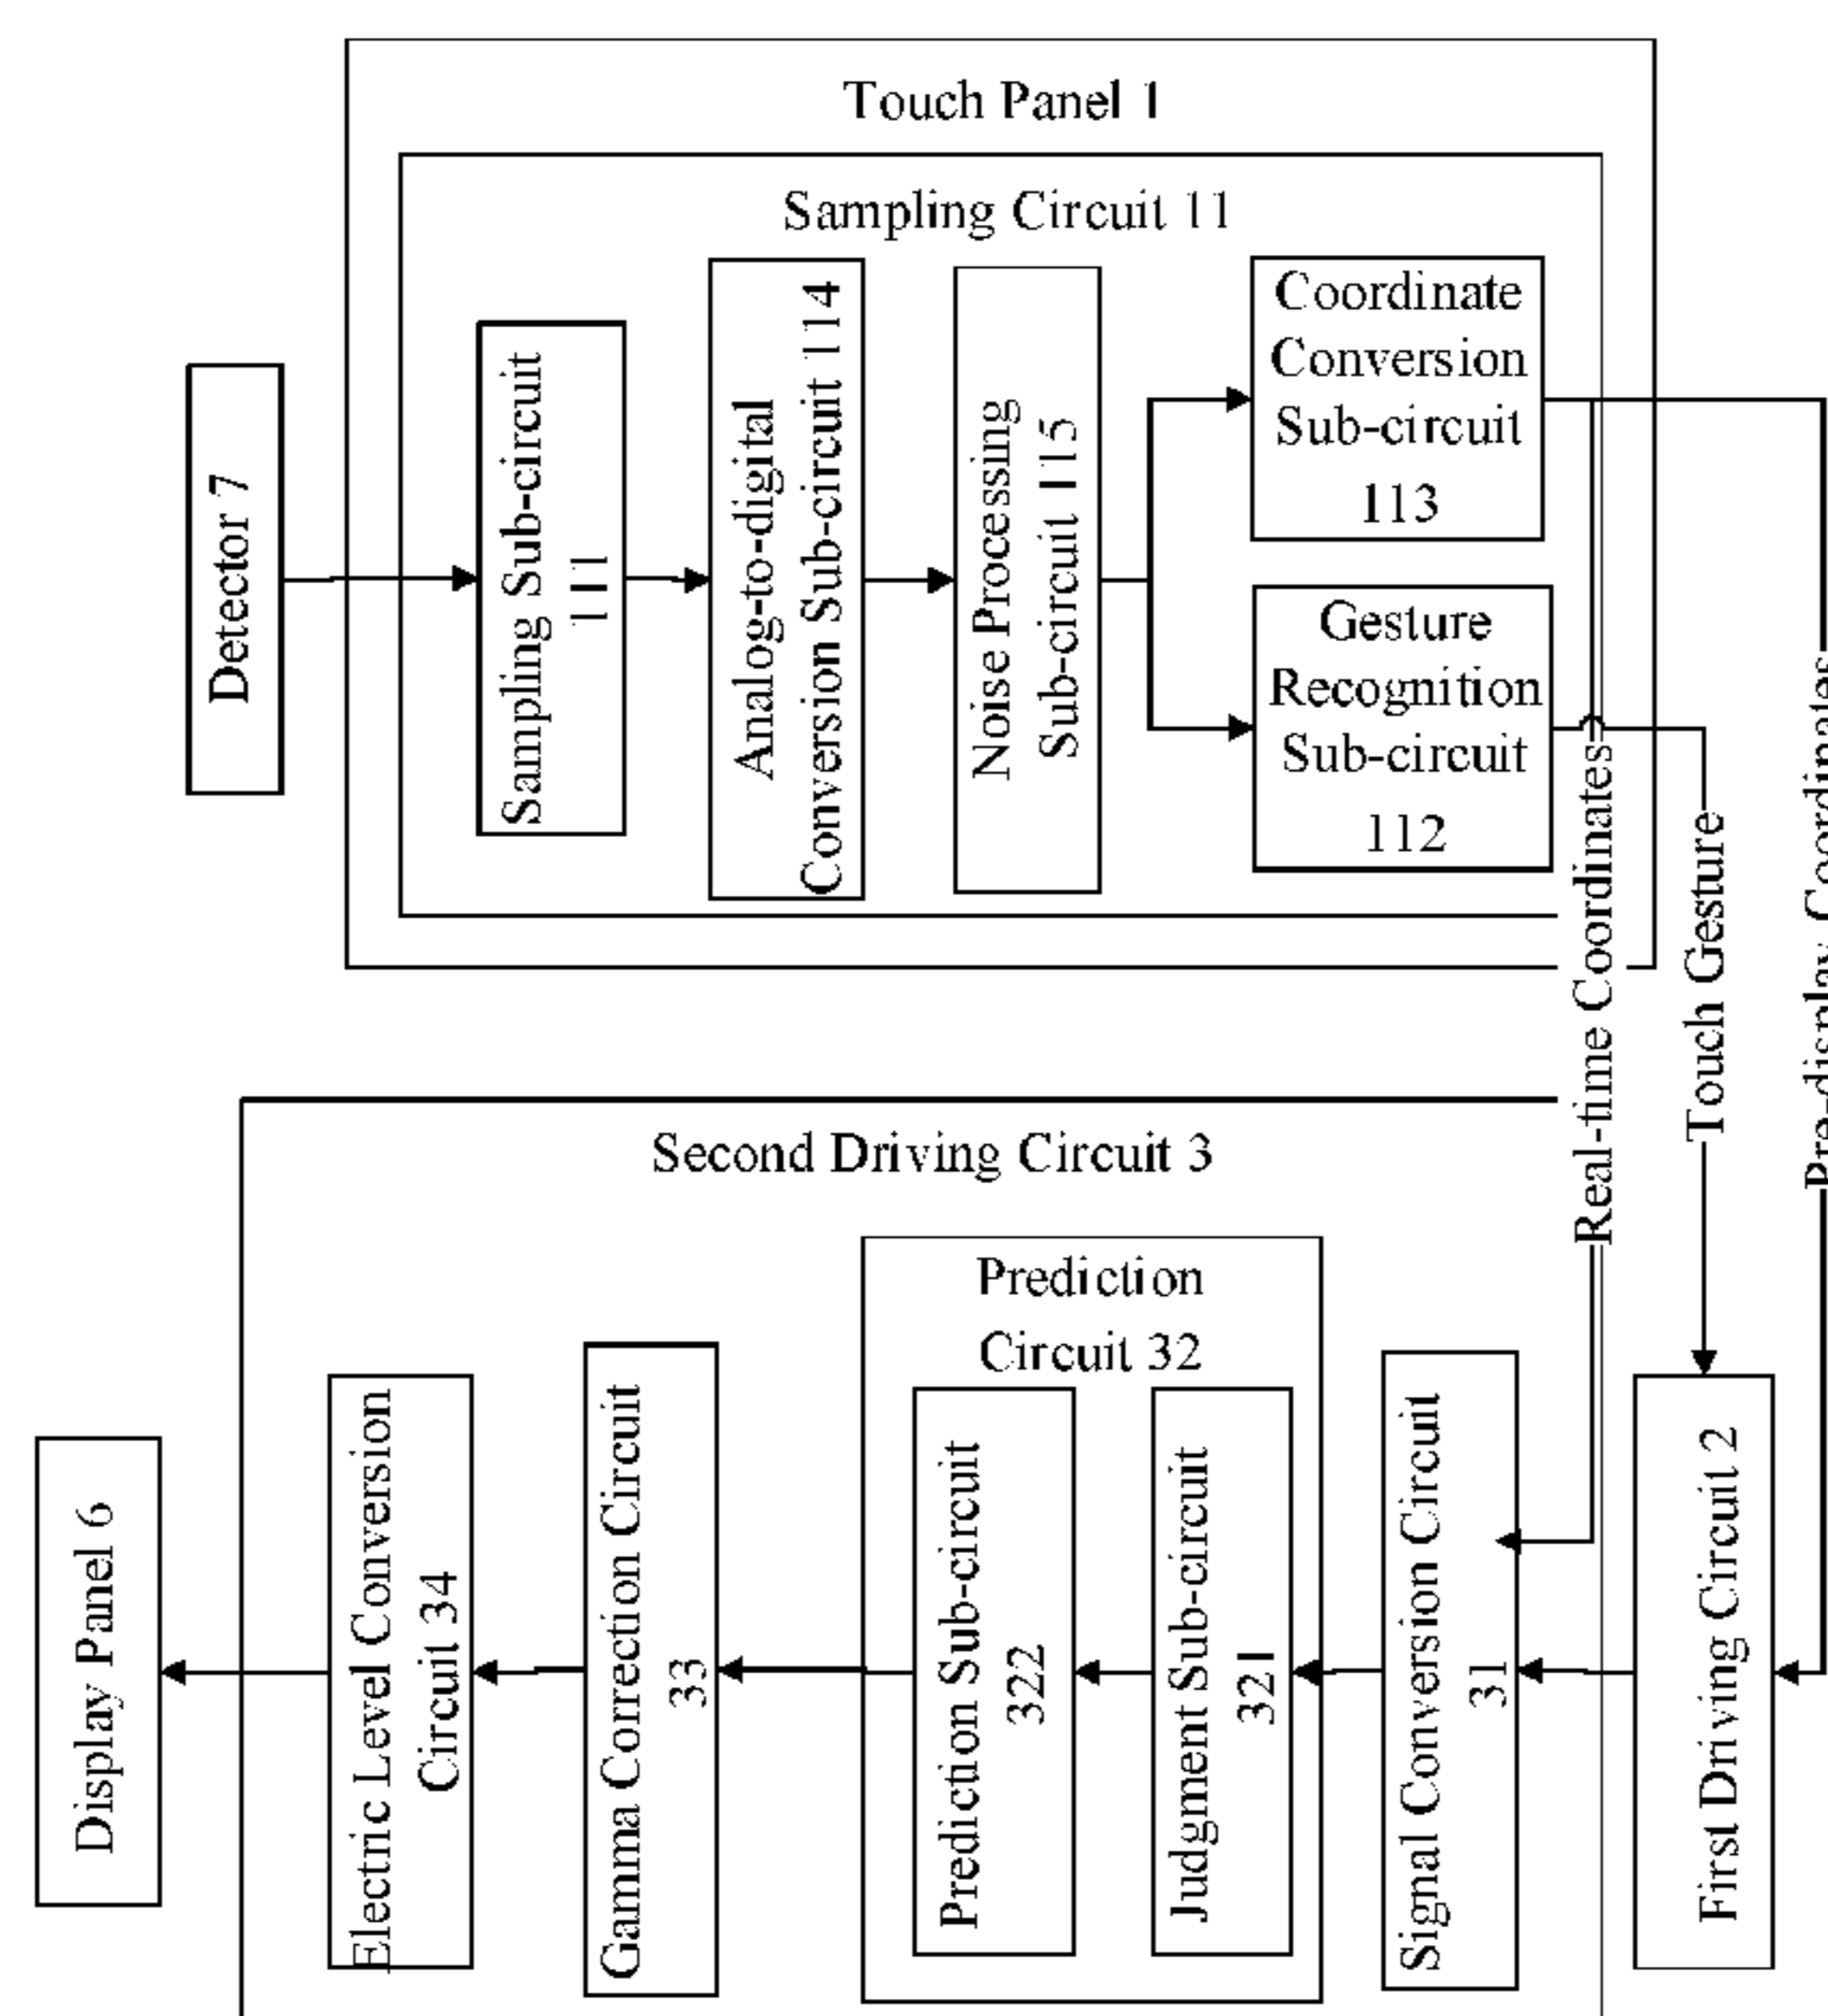 Touch Panel 1
Sampling Circuit 11
Detector 7
Sampling Sub-circuit
111
Analog-to-digital
Conversion Sub-circuit 114
Noise Processing
Sub-circuit 115
Coordinate
Conversion
Sub-circuit
113
Gesture
Recognition
Sub-circuit
112
Real-time Coordinates
Touch Gesture
Pre-display Coordinates
Second Driving Circuit 3
Prediction
Circuit 32
Display Panel 6
Electric Level Conversion
Circuit 34
Gamma Correction Circuit
33
Prediction Sub-circuit
322
Judgment Sub-circuit
321
Signal Conversion Circuit
31
First Driving Circuit 2